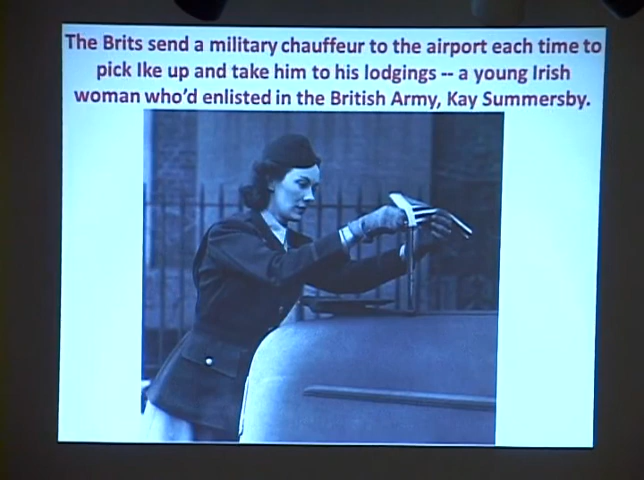 The Brits send a military chauffeur to the airport each time to
pick Ike up and take him to his lodgings -- a young Irish
woman who'd enlisted in the British Army, Kay Summersby.